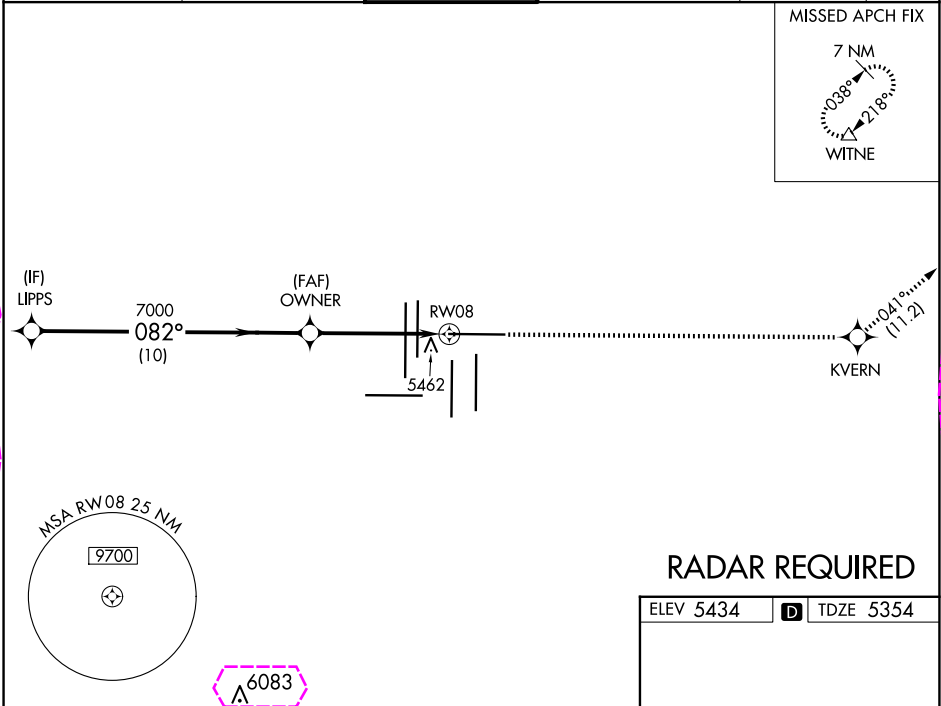 MISSED APCH FIX
7 NM
038°
218°
WITNE
(IF)
LIPPS
7000
082°
(10)
(FAF)
OWNER
RW08
5462
041°
(11.2)
KVERN
MSA RW08 25 NM
9700
RADAR REQUIRED
ELEV 5434 D TDZE 5354
6083